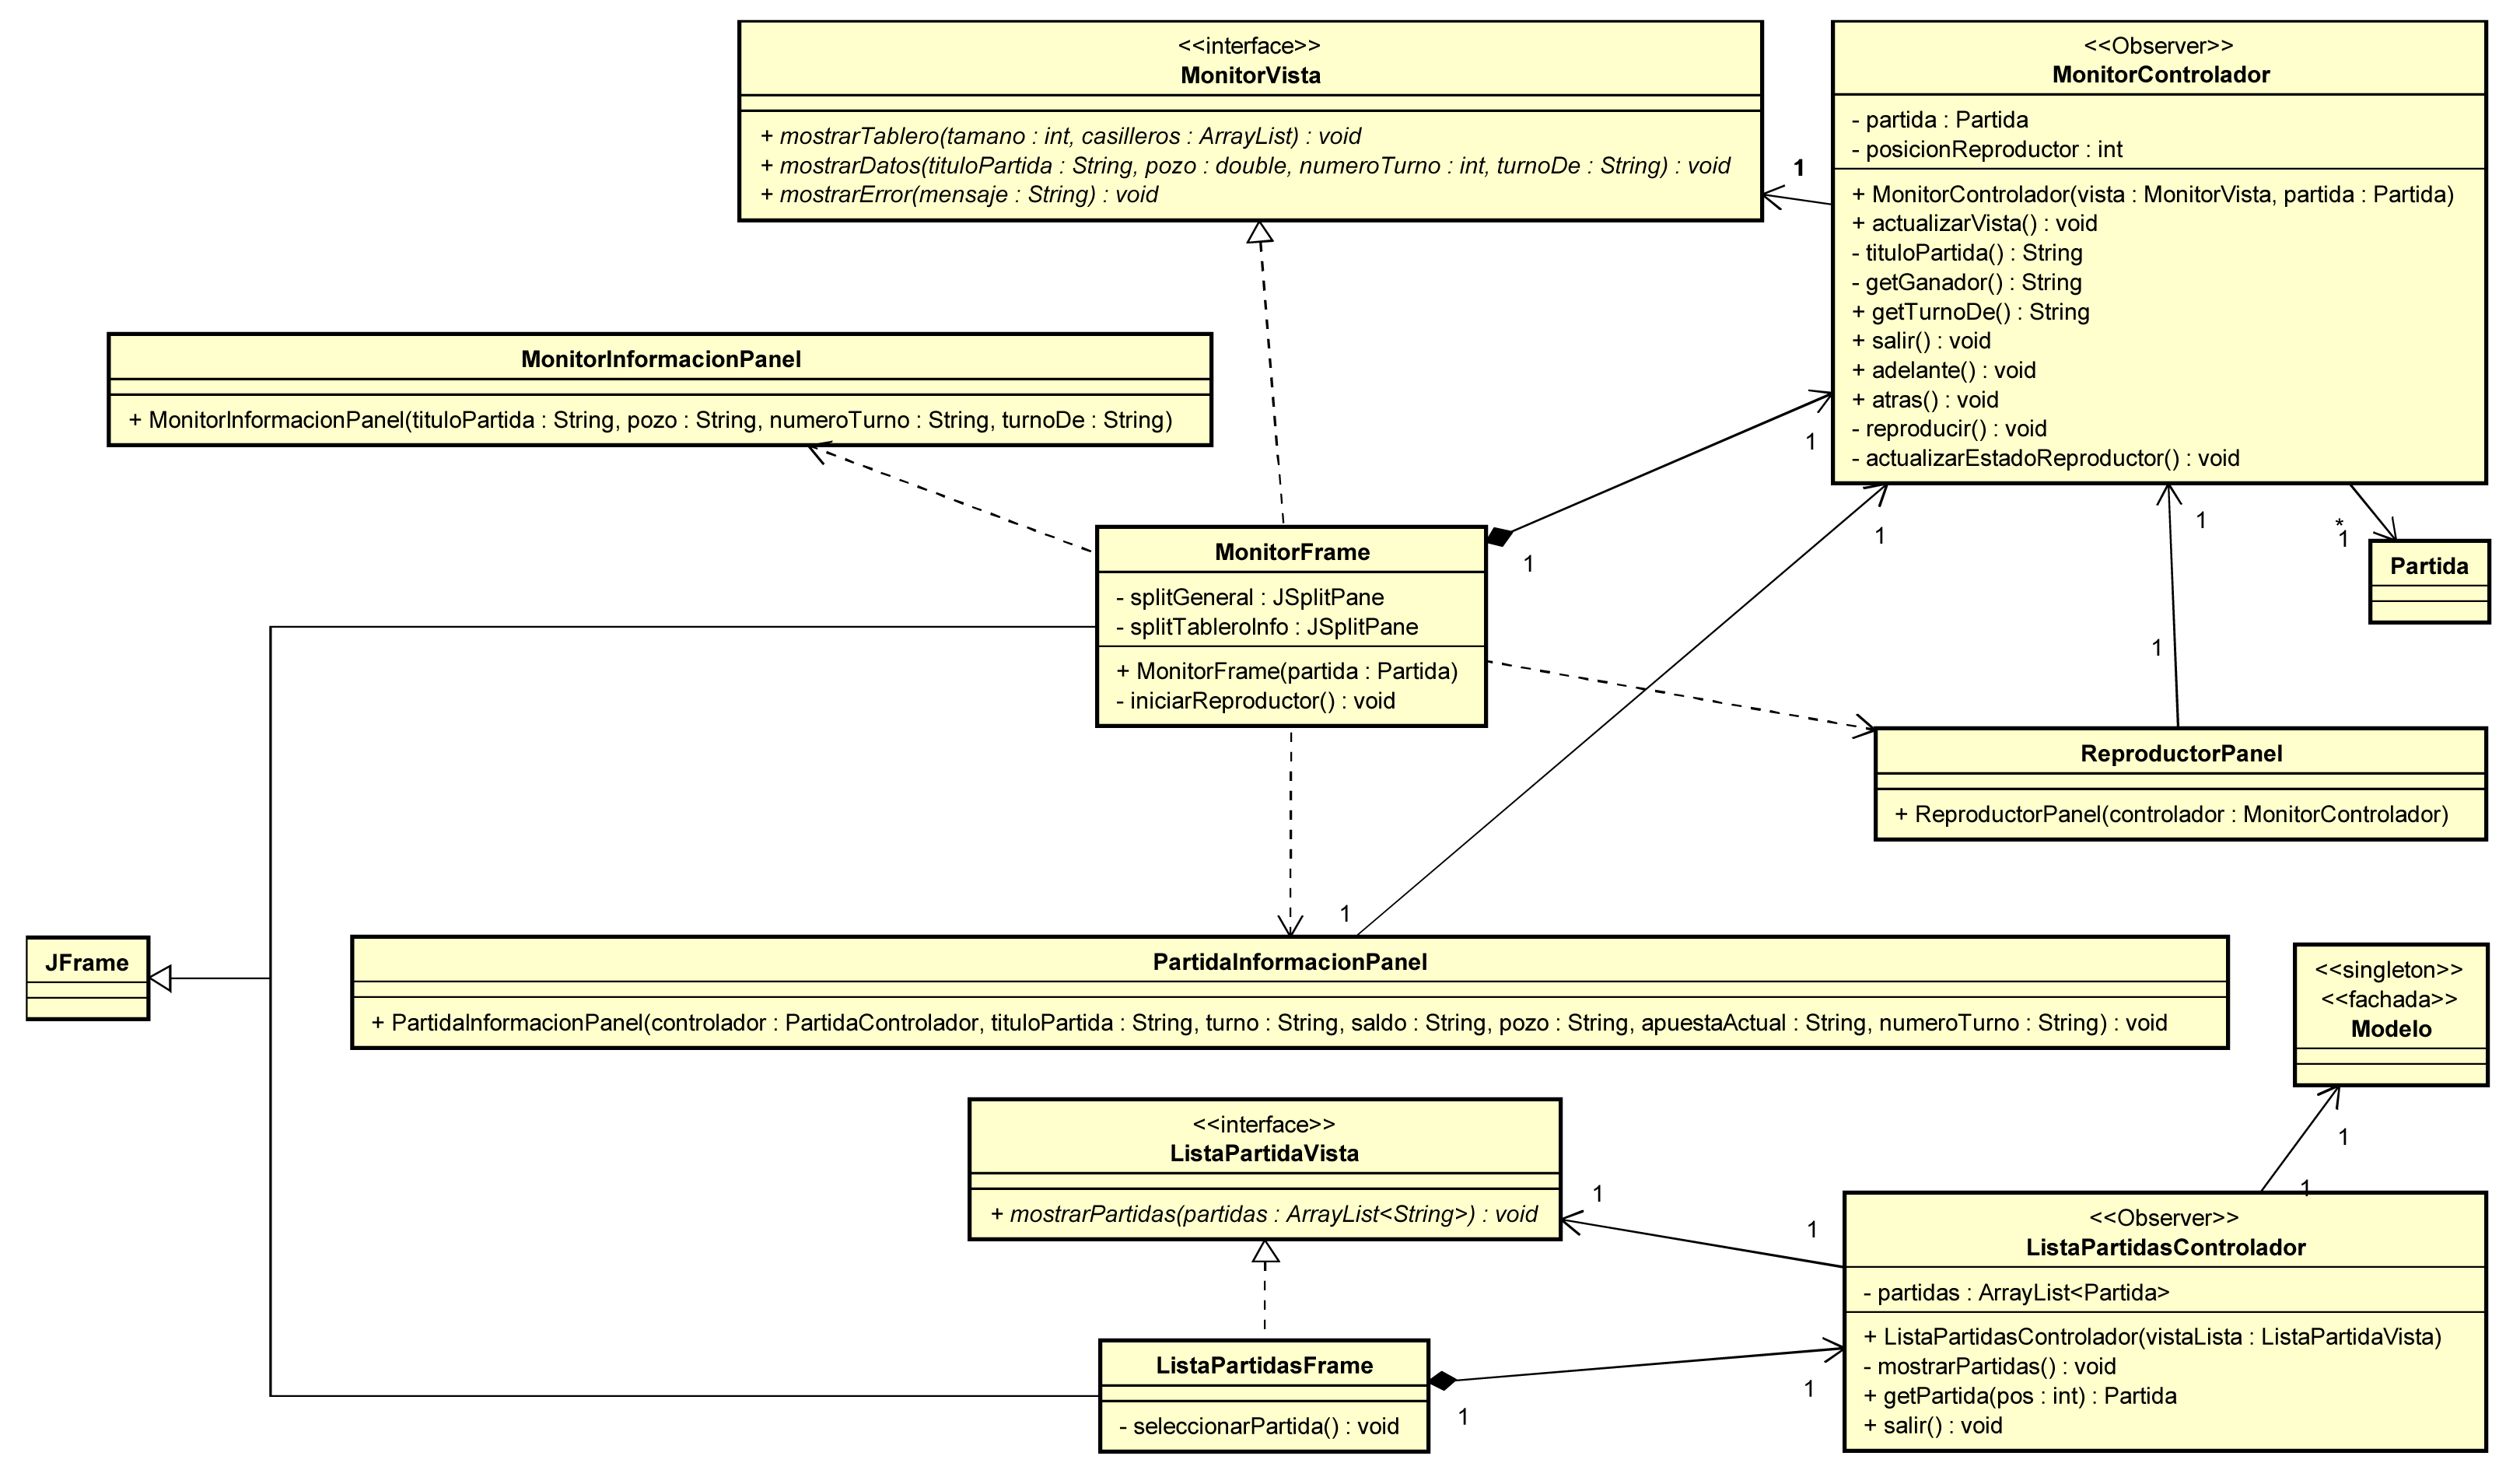 <<interface>>
MonitorVista
+ mostrarTablero(tamano : int, casilleros : ArrayList) : void
+ mostrarDatos(tituloPartida : String, pozo : double, numeroTurno : int, turnoDe : String) : void
+ mostrarError(mensaje : String) : void
1
<<Observer>>
MonitorControlador
- partida : Partida
- posicionReproductor : int
+ MonitorControlador(vista : MonitorVista, partida : Partida)
+ actualizarVista() : void
- tituloPartida() : String
- getGanador() : String
+ getTurnoDe() : String
+ salir() : void
+ adelante() : void
+ atras() : void
- reproducir() : void
- actualizarEstadoReproductor() : void
MonitorInformacionPanel
+ MonitorInformacionPanel(tituloPartida : String, pozo : String, numeroTurno : String, turnoDe : String)
1
1
1
1
*
1
MonitorFrame
- splitGeneral : JSplitPane
- splitTableroInfo : JSplitPane
+ MonitorFrame(partida : Partida)
- iniciarReproductor() : void
Partida
1
ReproductorPanel
+ ReproductorPanel(controlador : MonitorControlador)
1
JFrame
PartidaInformacionPanel
+ PartidaInformacionPanel(controlador : PartidaControlador, tituloPartida : String, turno : String, saldo : String, pozo : String, apuestaActual : String, numeroTurno : String) : void
<<singleton>>
<<fachada>>
Modelo
1
1
<<interface>>
ListaPartidaVista
+ mostrarPartidas(partidas : ArrayList<String>) : void
1
1
<<Observer>>
ListaPartidasControlador
- partidas : ArrayList<Partida>
+ ListaPartidasControlador(vistaLista : ListaPartidaVista)
- mostrarPartidas() : void
+ getPartida(pos : int) : Partida
+ salir() : void
ListaPartidasFrame
- seleccionarPartida() : void
1
1